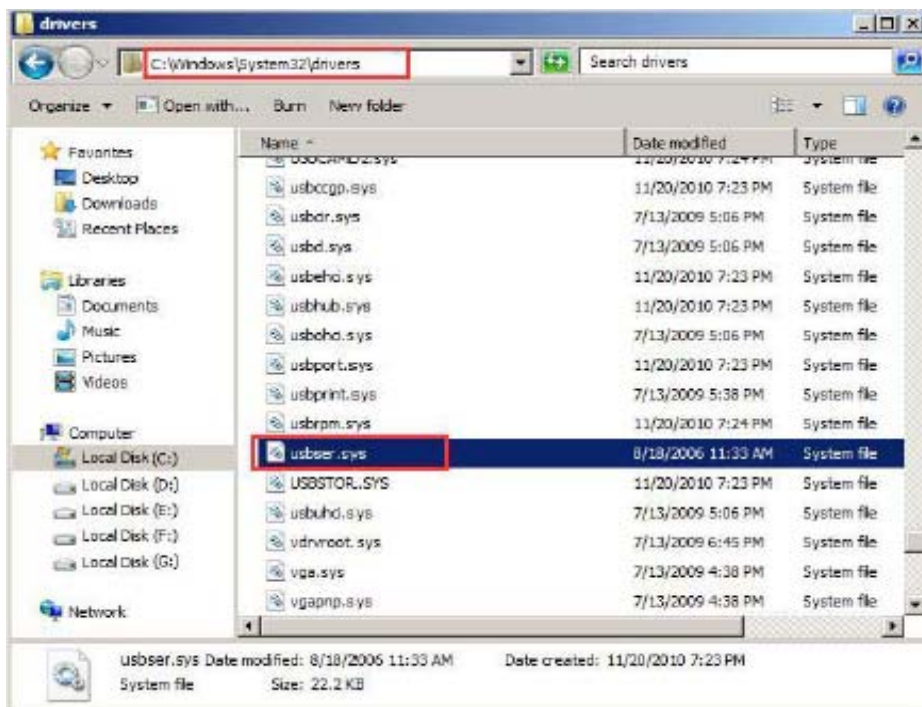 drivers
C:\Windows\System32\drivers
Search drivers
Organize
Open with...
Burn
New folder
Favorites
Desktop
Downloads
Recent Places
Libraries
Documents
Music
Pictures
Videos
Computer
Local Disk (C:)
Local Disk (D:)
Local Disk (E:)
Local Disk (F:)
Local Disk (G:)
Network
Name Date modified Type
USBCAMD2.sys 11/20/2010 7:24 PM System file
usbccgp.sys 11/20/2010 7:23 PM System file
usbcir.sys 7/13/2009 5:06 PM System file
usbd.sys 7/13/2009 5:06 PM System file
usbehci.sys 11/20/2010 7:23 PM System file
usbhub.sys 11/20/2010 7:23 PM System file
usbohci.sys 7/13/2009 5:06 PM System file
usbport.sys 11/20/2010 7:23 PM System file
usbprint.sys 7/13/2009 5:38 PM System file
usbrpm.sys 11/20/2010 7:24 PM System file
usbser.sys 8/18/2006 11:33 AM System file
USBSTOR.SYS 11/20/2010 7:23 PM System file
usbuhci.sys 7/13/2009 5:06 PM System file
vdrvroot.sys 7/13/2009 6:45 PM System file
vga.sys 7/13/2009 4:38 PM System file
vgapnp.sys 7/13/2009 4:38 PM System file
usbser.sys Date modified: 8/18/2006 11:33 AM Date created: 11/20/2010 7:23 PM
System file Size: 22.2 KB